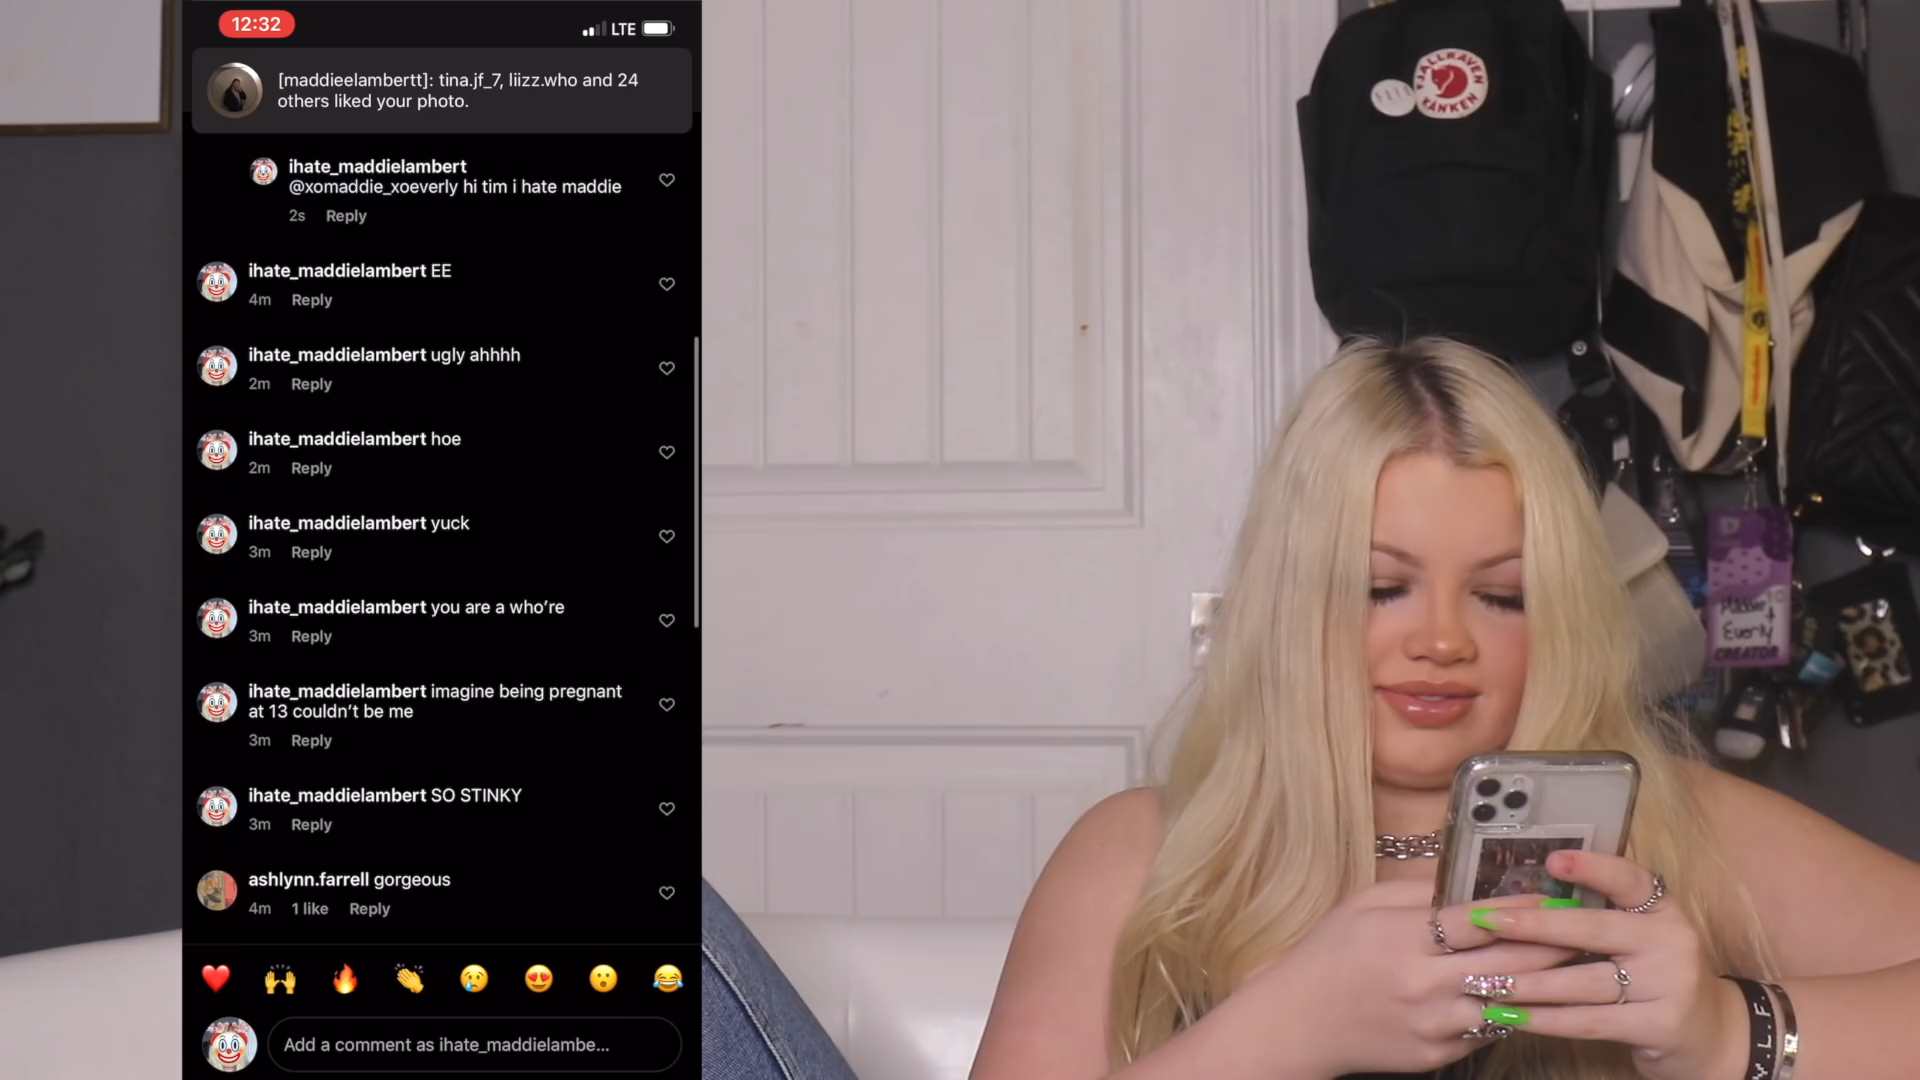 12:32
LTE
[maddieelambertt]: tina.jf_7, liizz.who and 24
others liked your photo.
ihate_maddielambert
@xomaddie_xoeverly hi tim i hate maddie
2s Reply
ihate_maddielambert EE
4m Reply
ihate_maddielambert ugly ahhhh
2m Reply
ihate_maddielambert hoe
2m Reply
ihate_maddielambert yuck
3m Reply
ihate_maddielambert you are a who're
3m Reply
ihate_maddielambert imagine being pregnant
at 13 couldn't be me
3m Reply
ihate_maddielambert SO STINKY
3m Reply
ashlynn.farrell gorgeous
4m 1 like Reply
Add a comment as ihate_maddielambe...
FJÄLLRÄVEN
KÅNKEN
Maddie
+
Everly
CREATOR
Y.L.F.